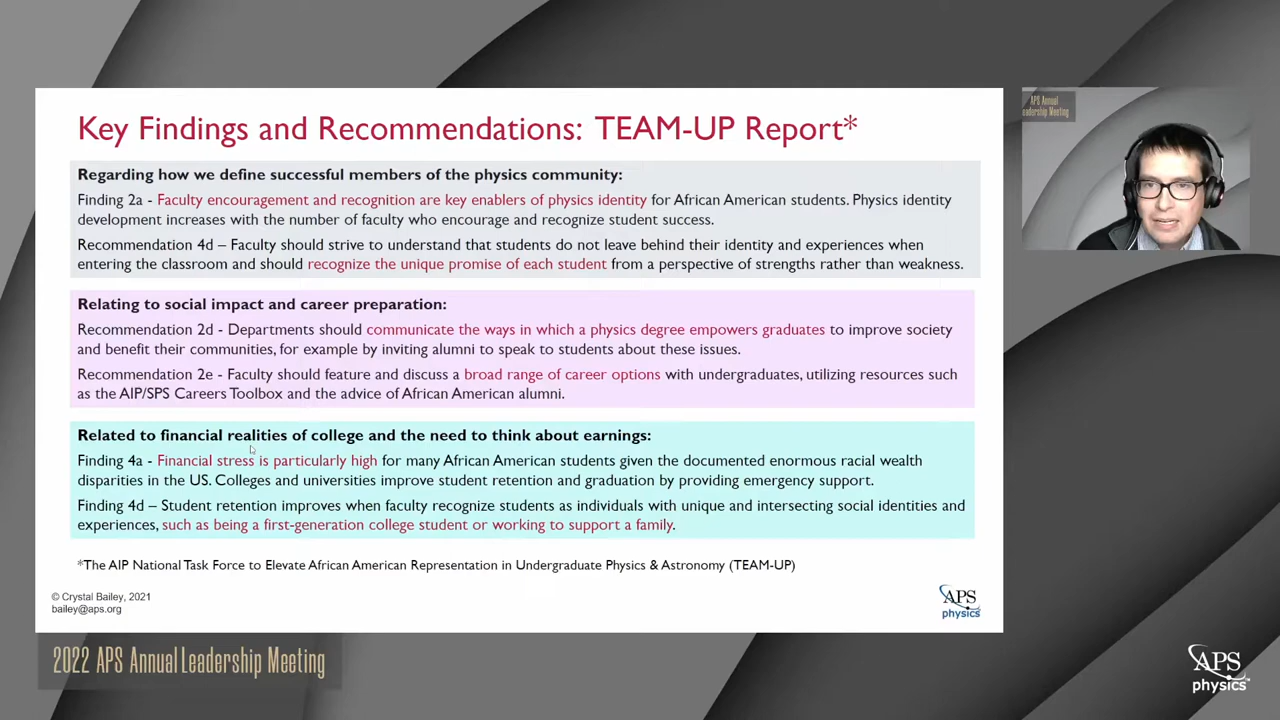 Key Findings and Recommendations: TEAM-UP Report*
APS Annual
Leadership Meeting
Regarding how we define successful members of the physics community:
Finding 2a - Faculty encouragement and recognition are key enablers of physics identity for African American students. Physics identity
development increases with the number of faculty who encourage and recognize student success.
Recommendation 4d – Faculty should strive to understand that students do not leave behind their identity and experiences when
entering the classroom and should recognize the unique promise of each student from a perspective of strengths rather than weakness.
Relating to social impact and career preparation:
Recommendation 2d - Departments should communicate the ways in which a physics degree empowers graduates to improve society
and benefit their communities, for example by inviting alumni to speak to students about these issues.
Recommendation 2e - Faculty should feature and discuss a broad range of career options with undergraduates, utilizing resources such
as the AIP/SPS Careers Toolbox and the advice of African American alumni.
Related to financial realities of college and the need to think about earnings:
Finding 4a - Financial stress is particularly high for many African American students given the documented enormous racial wealth
disparities in the US. Colleges and universities improve student retention and graduation by providing emergency support.
Finding 4d – Student retention improves when faculty recognize students as individuals with unique and intersecting social identities and
experiences, such as being a first-generation college student or working to support a family.
*The AIP National Task Force to Elevate African American Representation in Undergraduate Physics & Astronomy (TEAM-UP)
© Crystal Bailey, 2021
bailey@aps.org
APS
physics
2022 APS Annual Leadership Meeting
APS
physics™